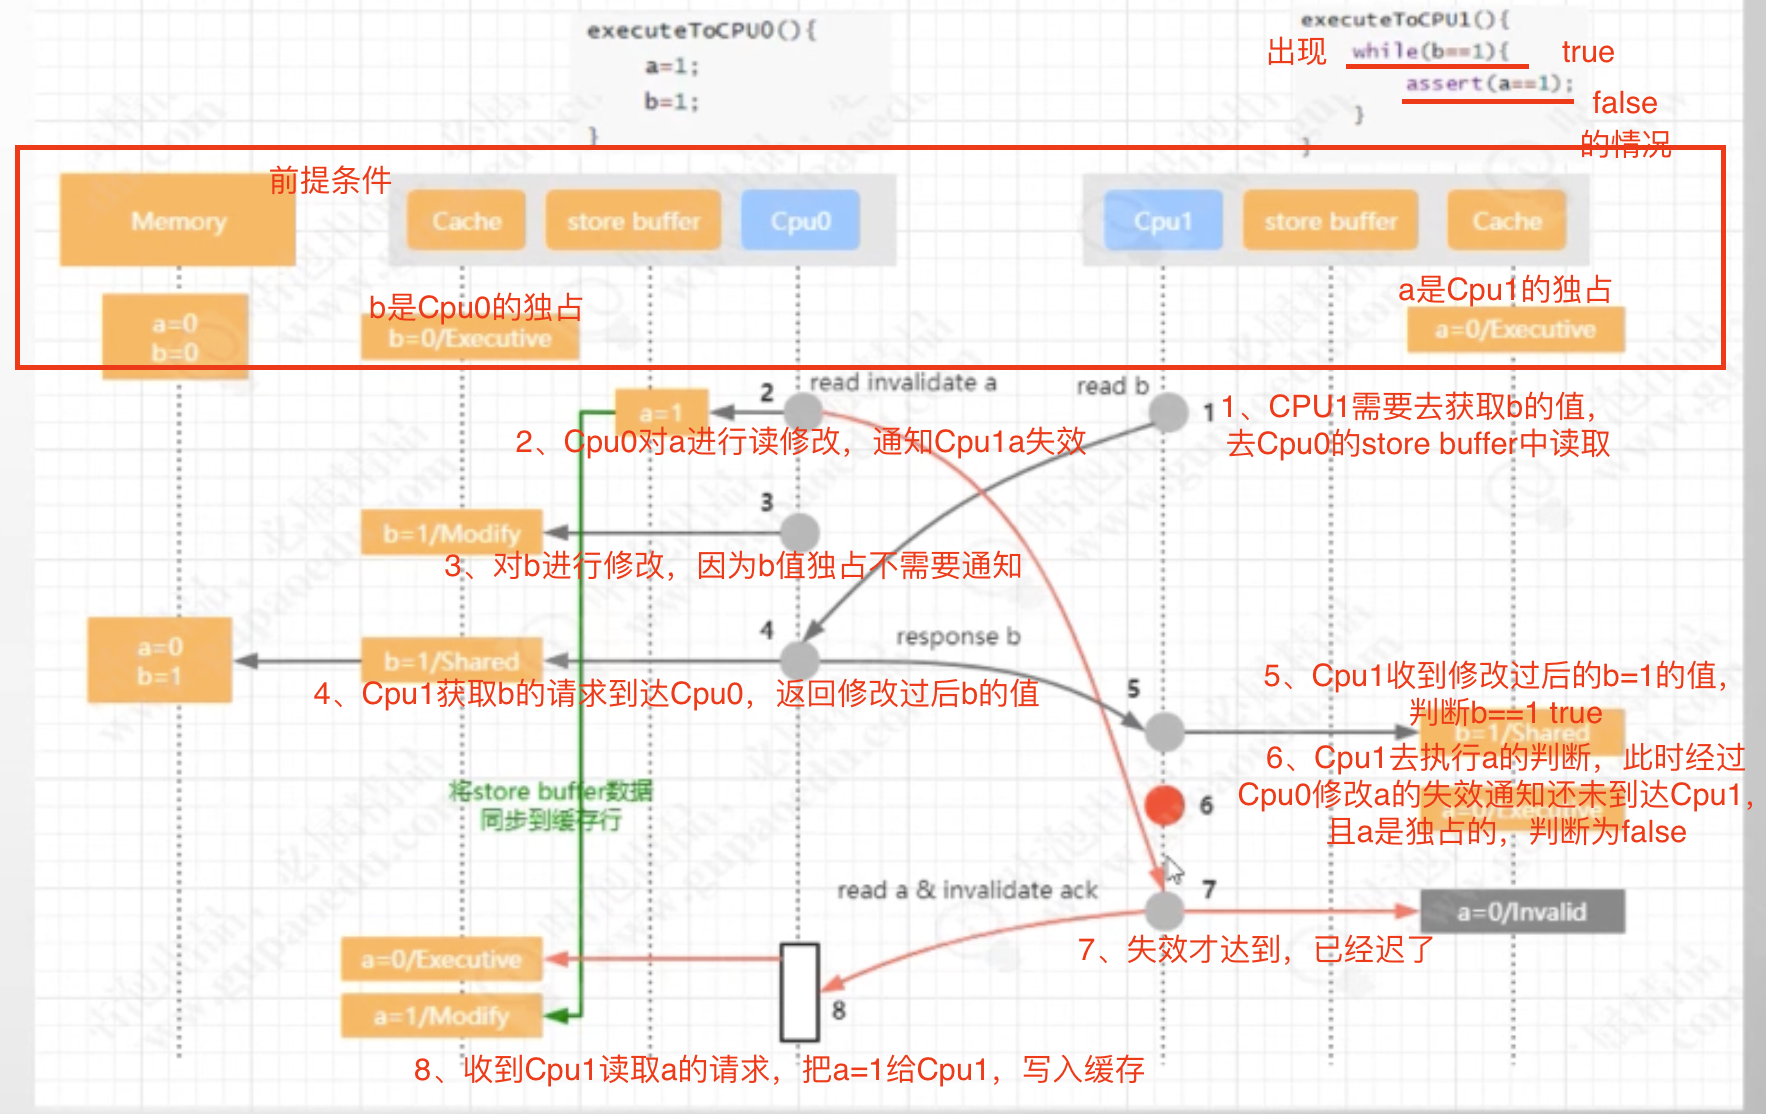 executeToCPU0(){
a=1;
b=1;
}
executeToCPU1(){
出现 while(b==1){ true
assert(a==1); false
}
的情况
}
前提条件
Memory
Cache
store buffer
Cpu0
Cpu1
store buffer
Cache
a=0
b=0
b是Cpu0的独占
b=0/Executive
a是Cpu1的独占
a=0/Executive
read invalidate a
read b
a=1
2
1
1、CPU1需要去获取b的值，
去Cpu0的store buffer中读取
2、Cpu0对a进行读修改，通知Cpu1a失效
3
b=1/Modify
3、对b进行修改，因为b值独占不需要通知
4
response b
a=0
b=1
b=1/Shared
4、Cpu1获取b的请求到达Cpu0，返回修改过后b的值
5
5、Cpu1收到修改过后的b=1的值，
判断b==1 true
b=1/Shared
6、Cpu1去执行a的判断，此时经过
Cpu0修改a的失效通知还未到达Cpu1，
a=0/Executive
且a是独占的，判断为false
6
将store buffer数据
同步到缓存行
read a & invalidate ack
7
a=0/Invalid
7、失效才达到，已经迟了
a=0/Executive
8
a=1/Modify
8、收到Cpu1读取a的请求，把a=1给Cpu1，写入缓存